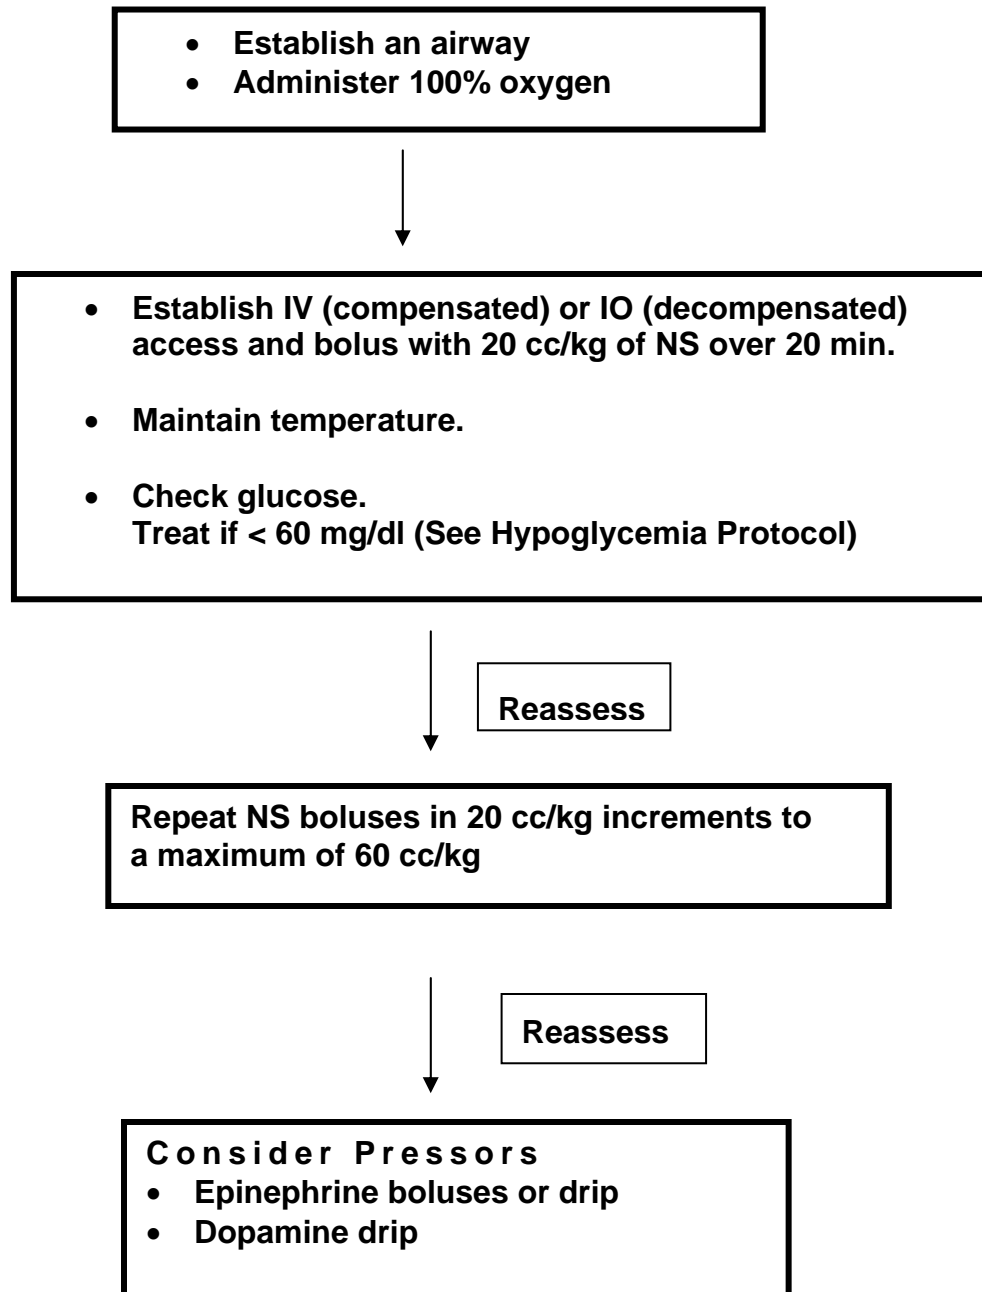 • Establish an airway
• Administer 100% oxygen
• Establish IV (compensated) or IO (decompensated)
access and bolus with 20 cc/kg of NS over 20 min.
• Maintain temperature.
• Check glucose.
Treat if < 60 mg/dl (See Hypoglycemia Protocol)
Reassess
Repeat NS boluses in 20 cc/kg increments to
a maximum of 60 cc/kg
Reassess
Consider Pressors
• Epinephrine boluses or drip
• Dopamine drip